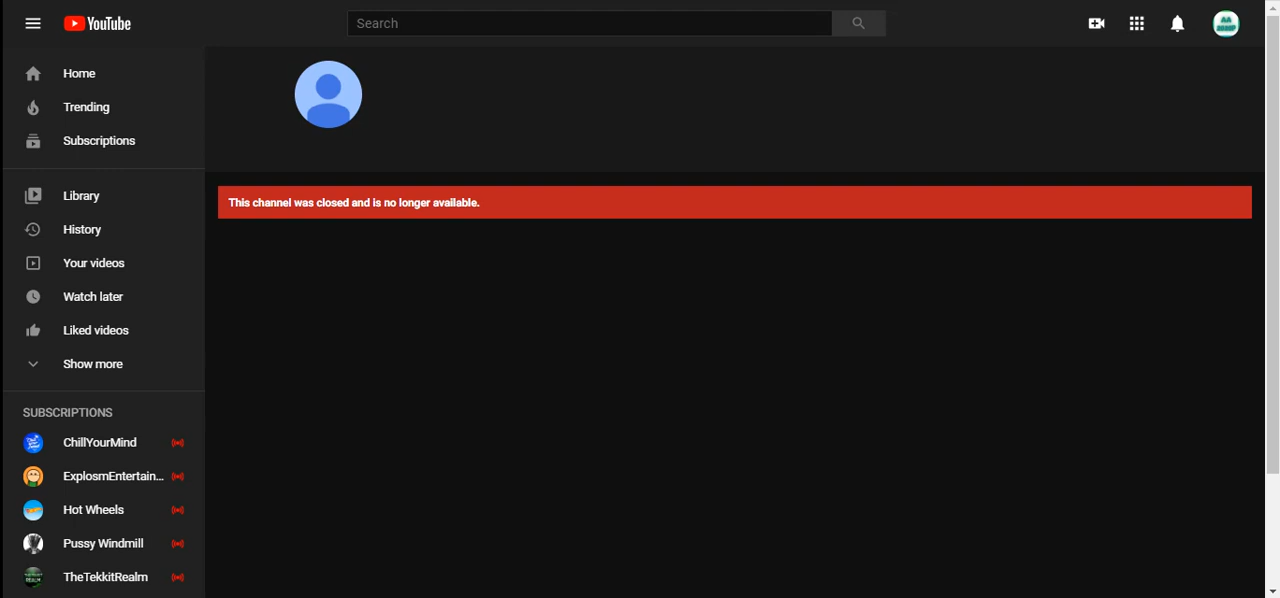 YouTube
Search
Home
Trending
Subscriptions
This channel was closed and is no longer available.
Library
History
Your videos
Watch later
Liked videos
Show more
SUBSCRIPTIONS
ChillYourMind
ExplosmEntertain...
Hot Wheels
Pussy Windmill
TheTekkitRealm